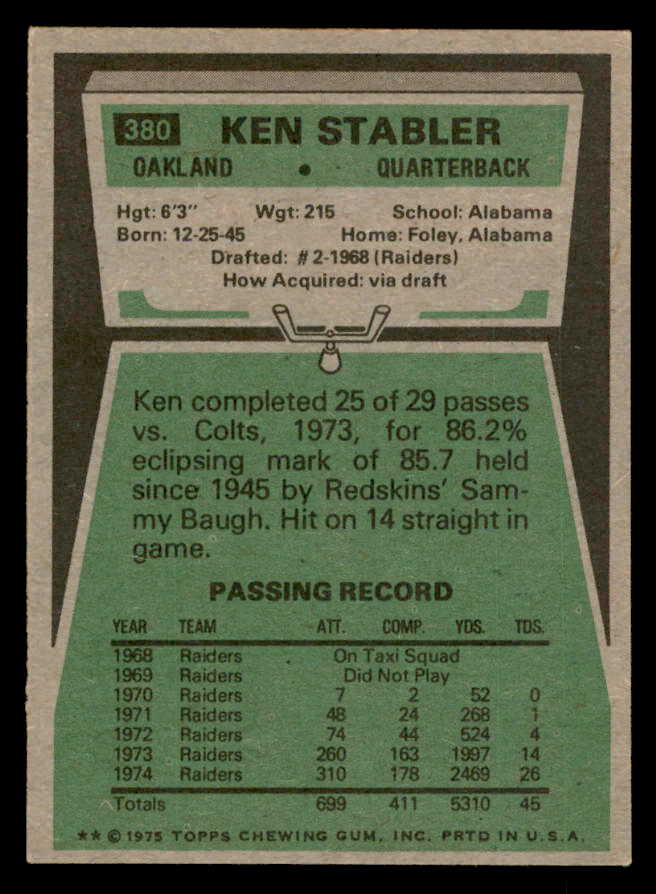 380 KEN STABLER
OAKLAND • QUARTERBACK
Hgt: 6'3" Wgt: 215 School: Alabama
Born: 12-25-45 Home: Foley, Alabama
Drafted: #2-1968 (Raiders)
How Acquired: via draft
Ken completed 25 of 29 passes
vs. Colts, 1973, for 86.2%
eclipsing mark of 85.7 held
since 1945 by Redskins' Sam-
my Baugh. Hit on 14 straight in
game.
PASSING RECORD
YEAR TEAM ATT. COMP. YDS. TDS.
1968 Raiders On Taxi Squad
1969 Raiders Did Not Play
1970 Raiders 7 2 52 0
1971 Raiders 48 24 268 1
1972 Raiders 74 44 524 4
1973 Raiders 260 163 1997 14
1974 Raiders 310 178 2469 26
Totals 699 411 5310 45
** © 1975 TOPPS CHEWING GUM, INC. PRTD IN U.S.A.